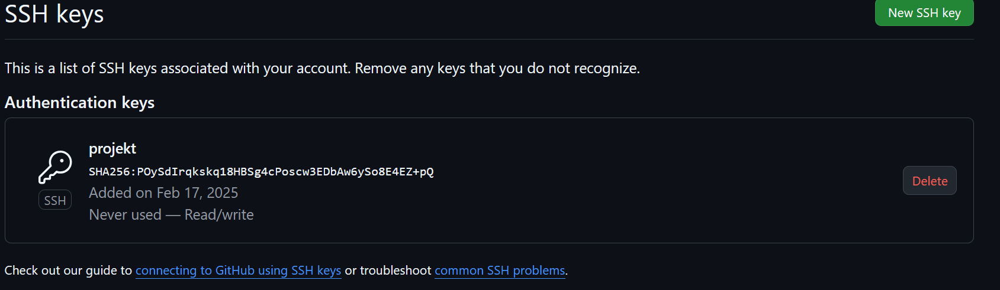 SSH keys
New SSH key
This is a list of SSH keys associated with your account. Remove any keys that you do not recognize.
Authentication keys
projekt
SHA256:POySdIrqkskq18HBSg4cPoscw3EDbAw6ySo8E4EZ+pQ
Added on Feb 17, 2025
Never used — Read/write
SSH
Delete
Check out our guide to connecting to GitHub using SSH keys or troubleshoot common SSH problems.